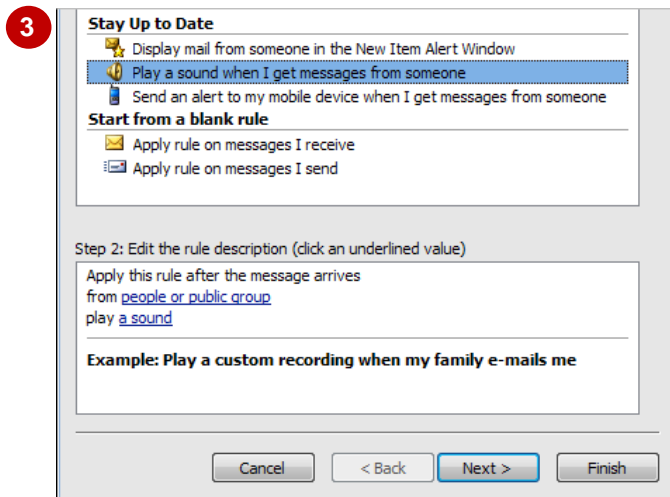 3
Stay Up to Date
Display mail from someone in the New Item Alert Window
Play a sound when I get messages from someone
Send an alert to my mobile device when I get messages from someone
Start from a blank rule
Apply rule on messages I receive
Apply rule on messages I send
Step 2: Edit the rule description (click an underlined value)
Apply this rule after the message arrives
from people or public group
play a sound
Example: Play a custom recording when my family e-mails me
Cancel < Back Next > Finish